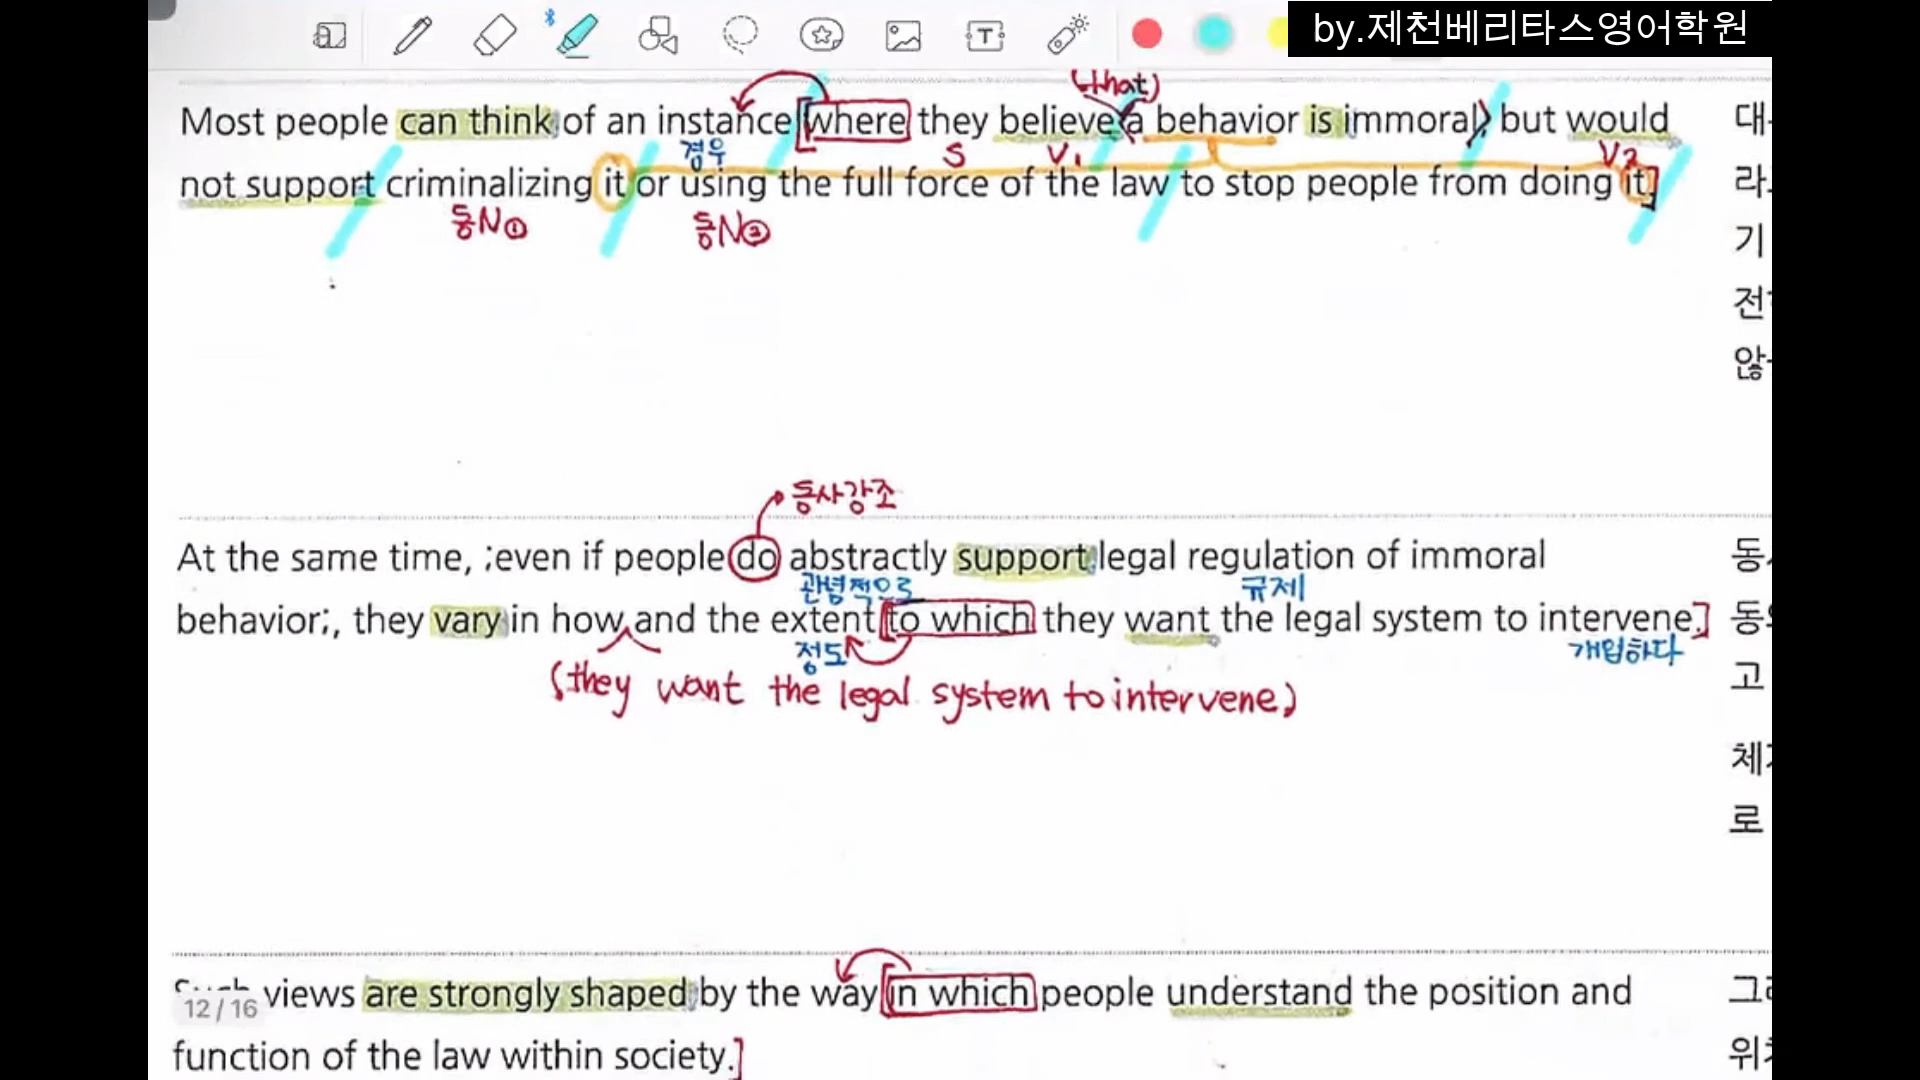 by.제천베리타스영어학원
(that)
Most people can think of an instance [where they believe <a behavior is immoral> but would 대
경우 S V₁ V₂
not support criminalizing it or using the full force of the law to stop people from doing it.] 라
동N① 동N② 기
전
않
동사강조
At the same time, ;even if people do abstractly support legal regulation of immoral 동
관념적으로 규제
behavior;, they vary in how and the extent [to which they want the legal system to intervene.] 동
정도 개입하다
(they want the legal system to intervene) 고
체
로
Such views are strongly shaped by the way [in which people understand the position and
12 / 16
function of the law within society.] 위